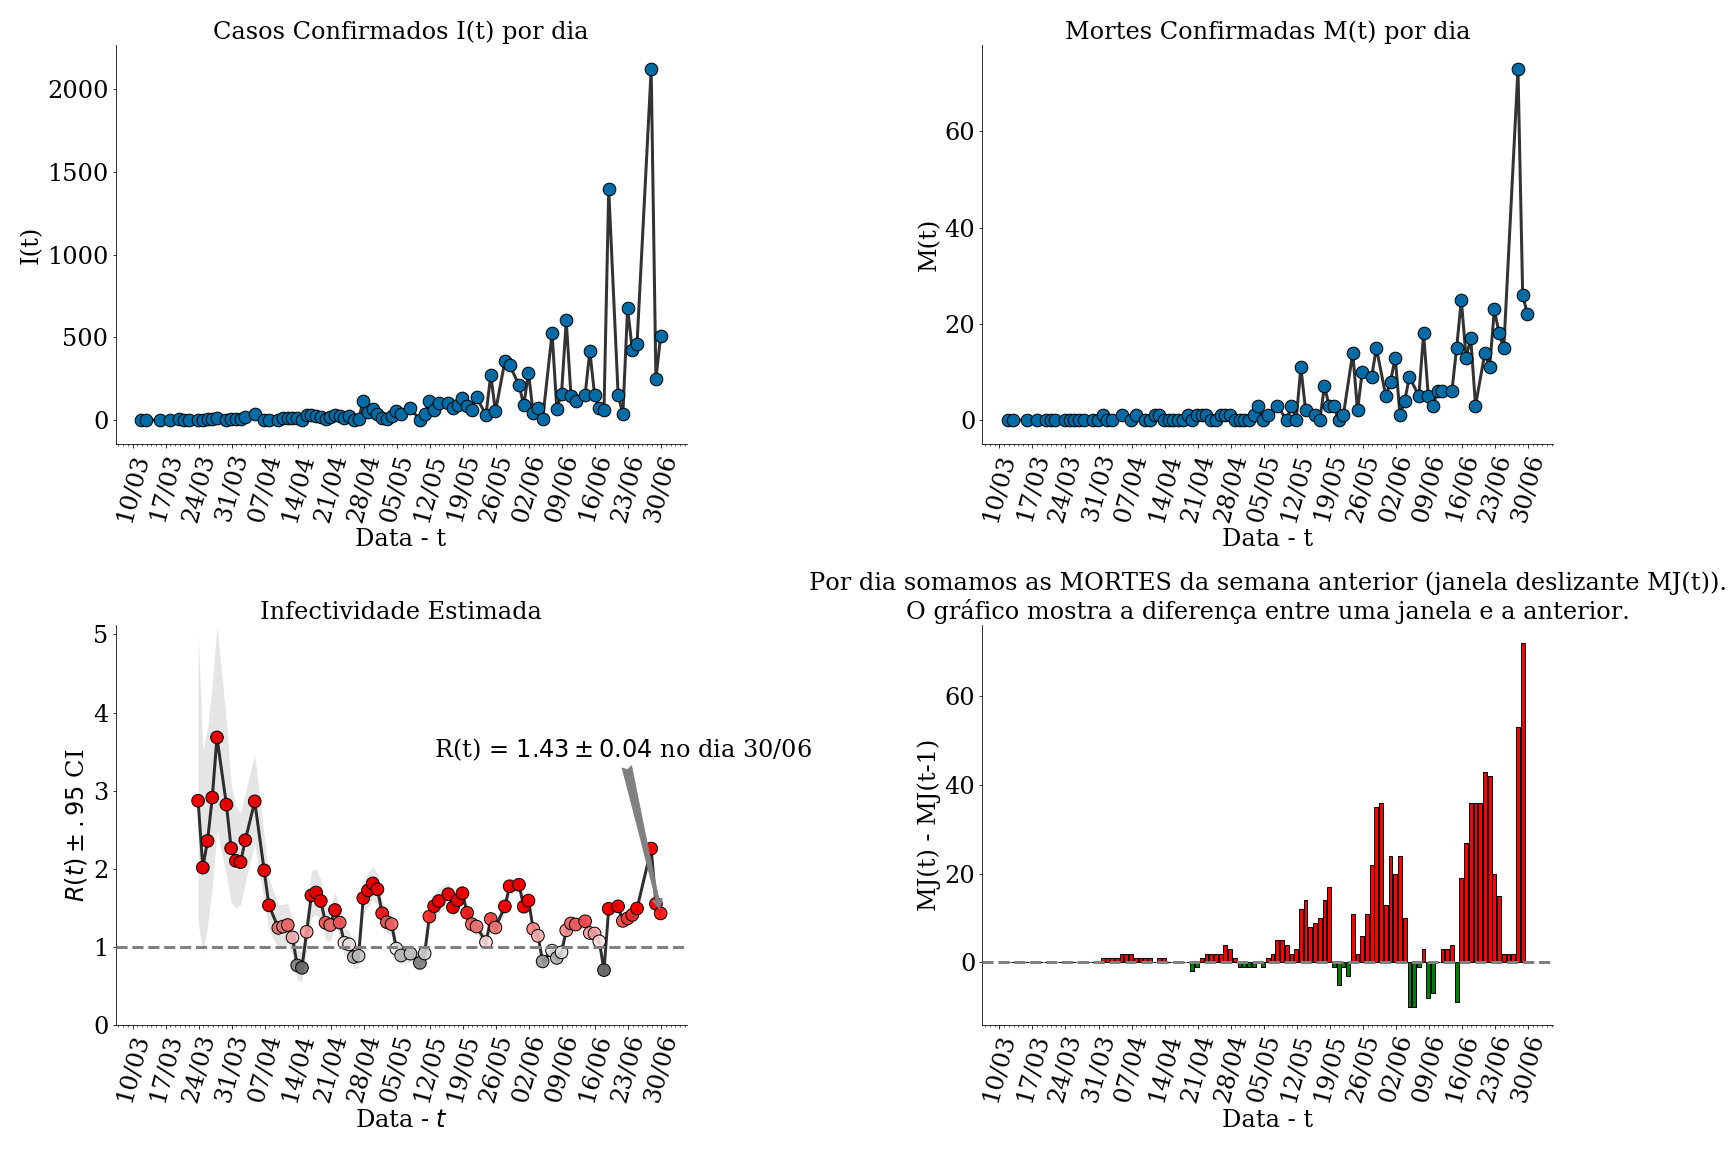 Casos Confirmados I(t) por dia
I(t)
2000
1500
1000
500
0
10/03 17/03 24/03 31/03 07/04 14/04 21/04 28/04 05/05 12/05 19/05 26/05 02/06 09/06 16/06 23/06 30/06
Data - t
Mortes Confirmadas M(t) por dia
M(t)
60
40
20
0
10/03 17/03 24/03 31/03 07/04 14/04 21/04 28/04 05/05 12/05 19/05 26/05 02/06 09/06 16/06 23/06 30/06
Data - t
Infectividade Estimada
R(t) ± .95 CI
5
4
3
2
1
0
R(t) = 1.43 ± 0.04 no dia 30/06
10/03 17/03 24/03 31/03 07/04 14/04 21/04 28/04 05/05 12/05 19/05 26/05 02/06 09/06 16/06 23/06 30/06
Data - t
Por dia somamos as MORTES da semana anterior (janela deslizante MJ(t)).
O gráfico mostra a diferença entre uma janela e a anterior.
MJ(t) - MJ(t-1)
60
40
20
0
10/03 17/03 24/03 31/03 07/04 14/04 21/04 28/04 05/05 12/05 19/05 26/05 02/06 09/06 16/06 23/06 30/06
Data - t